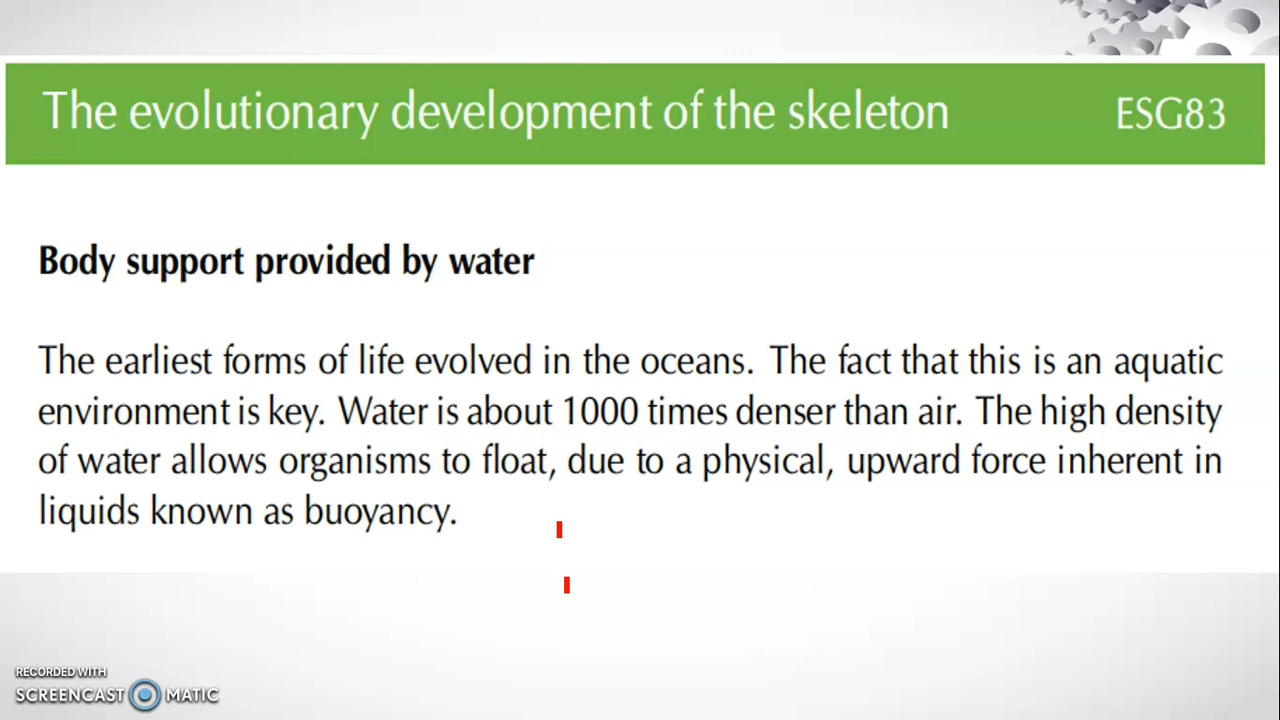 The evolutionary development of the skeleton ESG83
Body support provided by water
The earliest forms of life evolved in the oceans. The fact that this is an aquatic
environment is key. Water is about 1000 times denser than air. The high density
of water allows organisms to float, due to a physical, upward force inherent in
liquids known as buoyancy.
RECORDED WITH
SCREENCAST MATIC